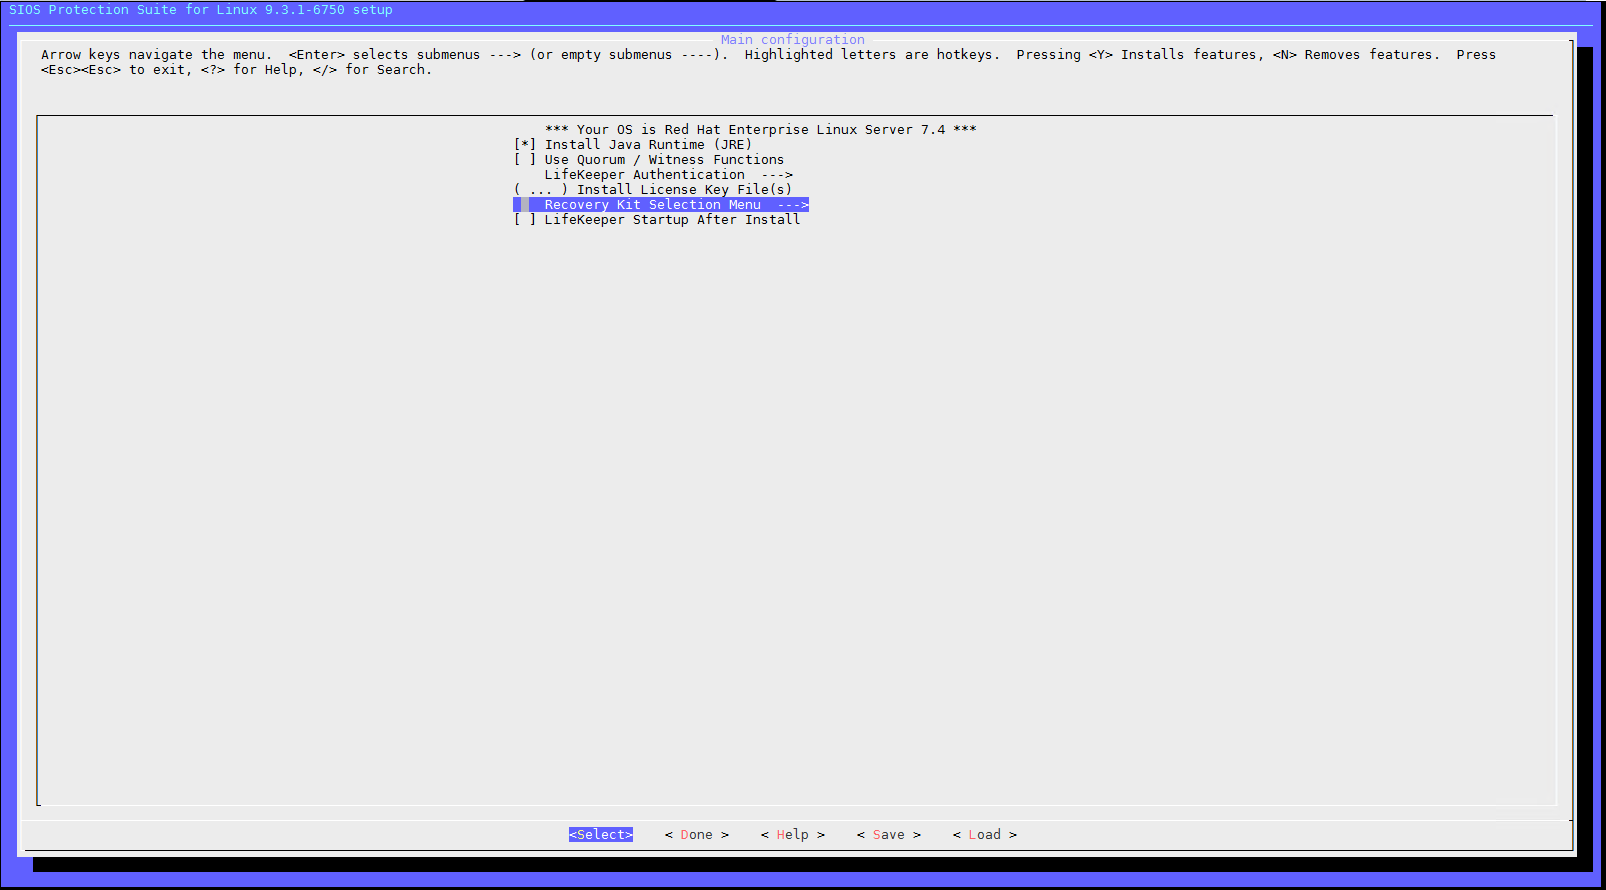 SIOS Protection Suite for Linux 9.3.1-6750 setup
Main configuration
Arrow keys navigate the menu.  <Enter> selects submenus ---> (or empty submenus ----).  Highlighted letters are hotkeys.  Pressing <Y> Installs features, <N> Removes features.  Press
<Esc><Esc> to exit, <?> for Help, </> for Search.
*** Your OS is Red Hat Enterprise Linux Server 7.4 ***
[*] Install Java Runtime (JRE)
[ ] Use Quorum / Witness Functions
LifeKeeper Authentication  --->
( ... ) Install License Key File(s)
Recovery Kit Selection Menu  --->
[ ] LifeKeeper Startup After Install
<Select>    < Done >    < Help >    < Save >    < Load >